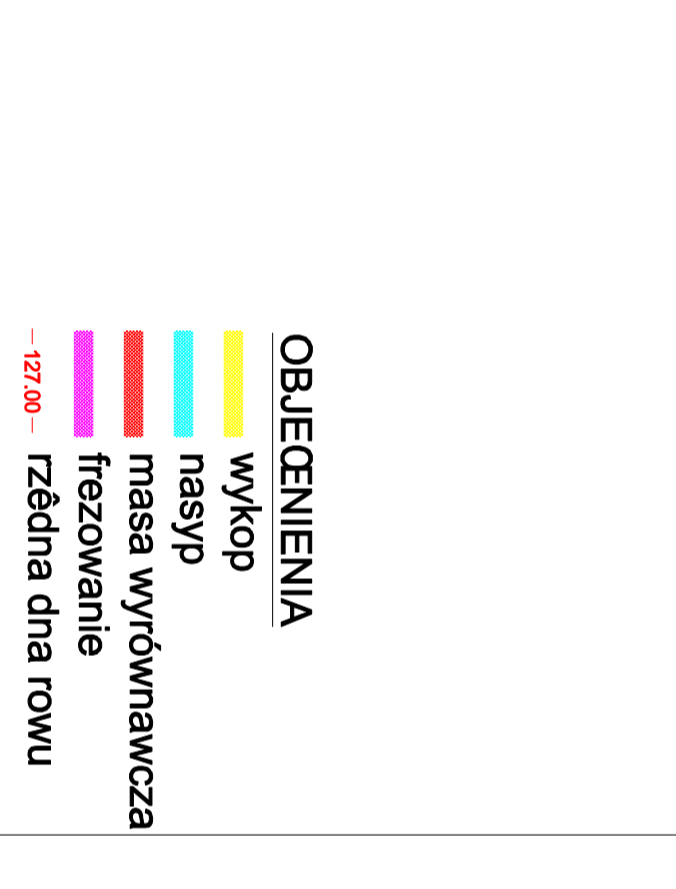 OBJEŒNIENIA
wykop
nasyp
masa wyrównawcza
frezowanie
127.00 rzêdna dna rowu